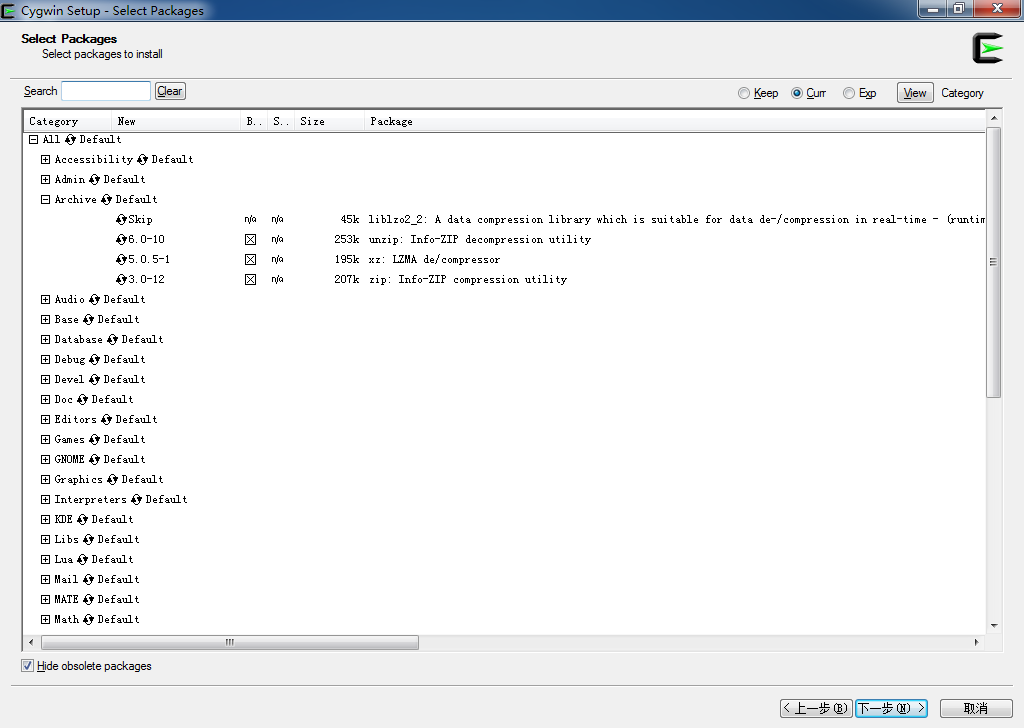 Cygwin Setup - Select Packages
Select Packages
Select packages to install
Search Clear Keep Curr Exp View Category
Category New B.. S.. Size Package
All Default
Accessibility Default
Admin Default
Archive Default
Skip n/a n/a 45k liblzo2_2: A data compression library which is suitable for data de-/compression in real-time - (runtim
6.0-10 n/a 253k unzip: Info-ZIP decompression utility
5.0.5-1 n/a 195k xz: LZMA de/compressor
3.0-12 n/a 207k zip: Info-ZIP compression utility
Audio Default
Base Default
Database Default
Debug Default
Devel Default
Doc Default
Editors Default
Games Default
GNOME Default
Graphics Default
Interpreters Default
KDE Default
Libs Default
Lua Default
Mail Default
MATE Default
Math Default
Hide obsolete packages
< 上一步(B) 下一步(N) > 取消